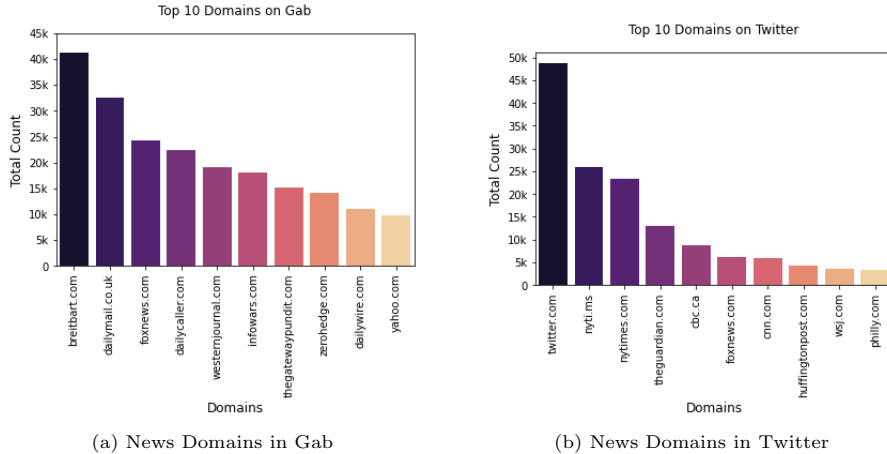 Top 10 Domains on Gab
Total Count
45k
40k
35k
30k
25k
20k
15k
10k
5k
0
breitbart.com
dailymail.co.uk
foxnews.com
dailycaller.com
westernjournal.com
infowars.com
thegatewaypundit.com
zerohedge.com
dailywire.com
yahoo.com
Domains
(a) News Domains in Gab
Top 10 Domains on Twitter
Total Count
50k
45k
40k
35k
30k
25k
20k
15k
10k
5k
0
twitter.com
nyti.ms
nytimes.com
theguardian.com
cbc.ca
foxnews.com
cnn.com
huffingtonpost.com
wsj.com
philly.com
Domains
(b) News Domains in Twitter